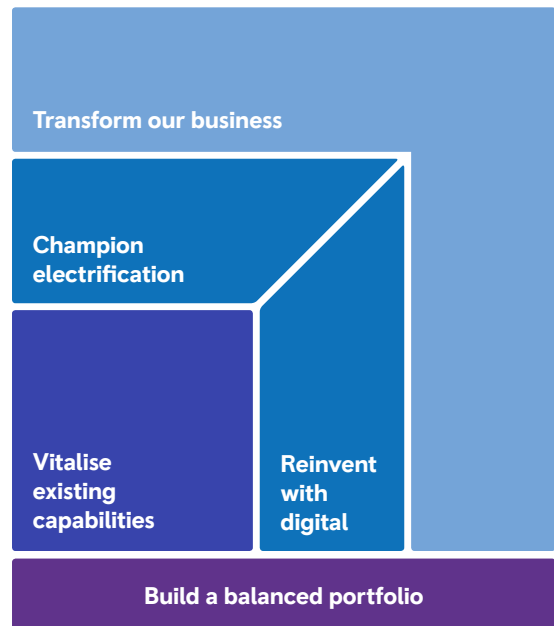 Transform our business
Champion
electrification
Vitalise
existing
capabilities
Reinvent
with
digital
Build a balanced portfolio